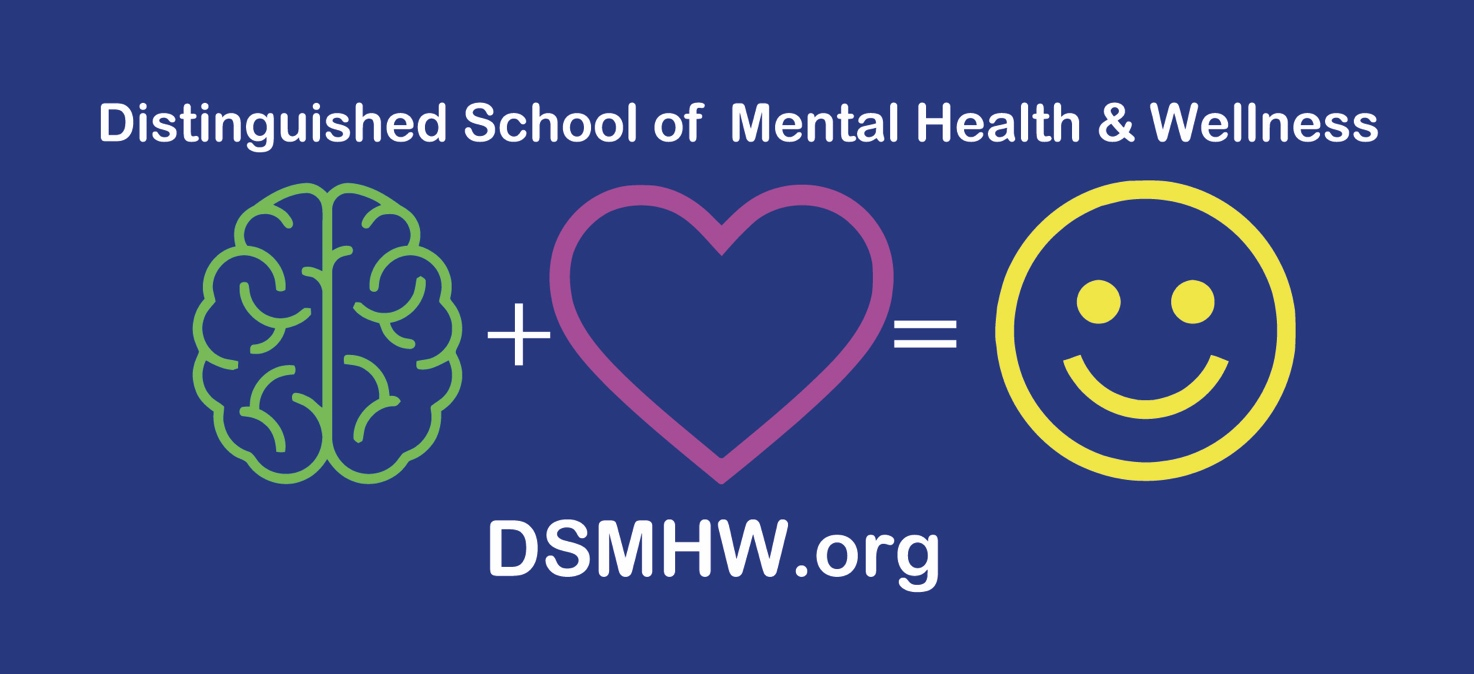 Distinguished School of  Mental Health & Wellness
+ =
DSMHW.org